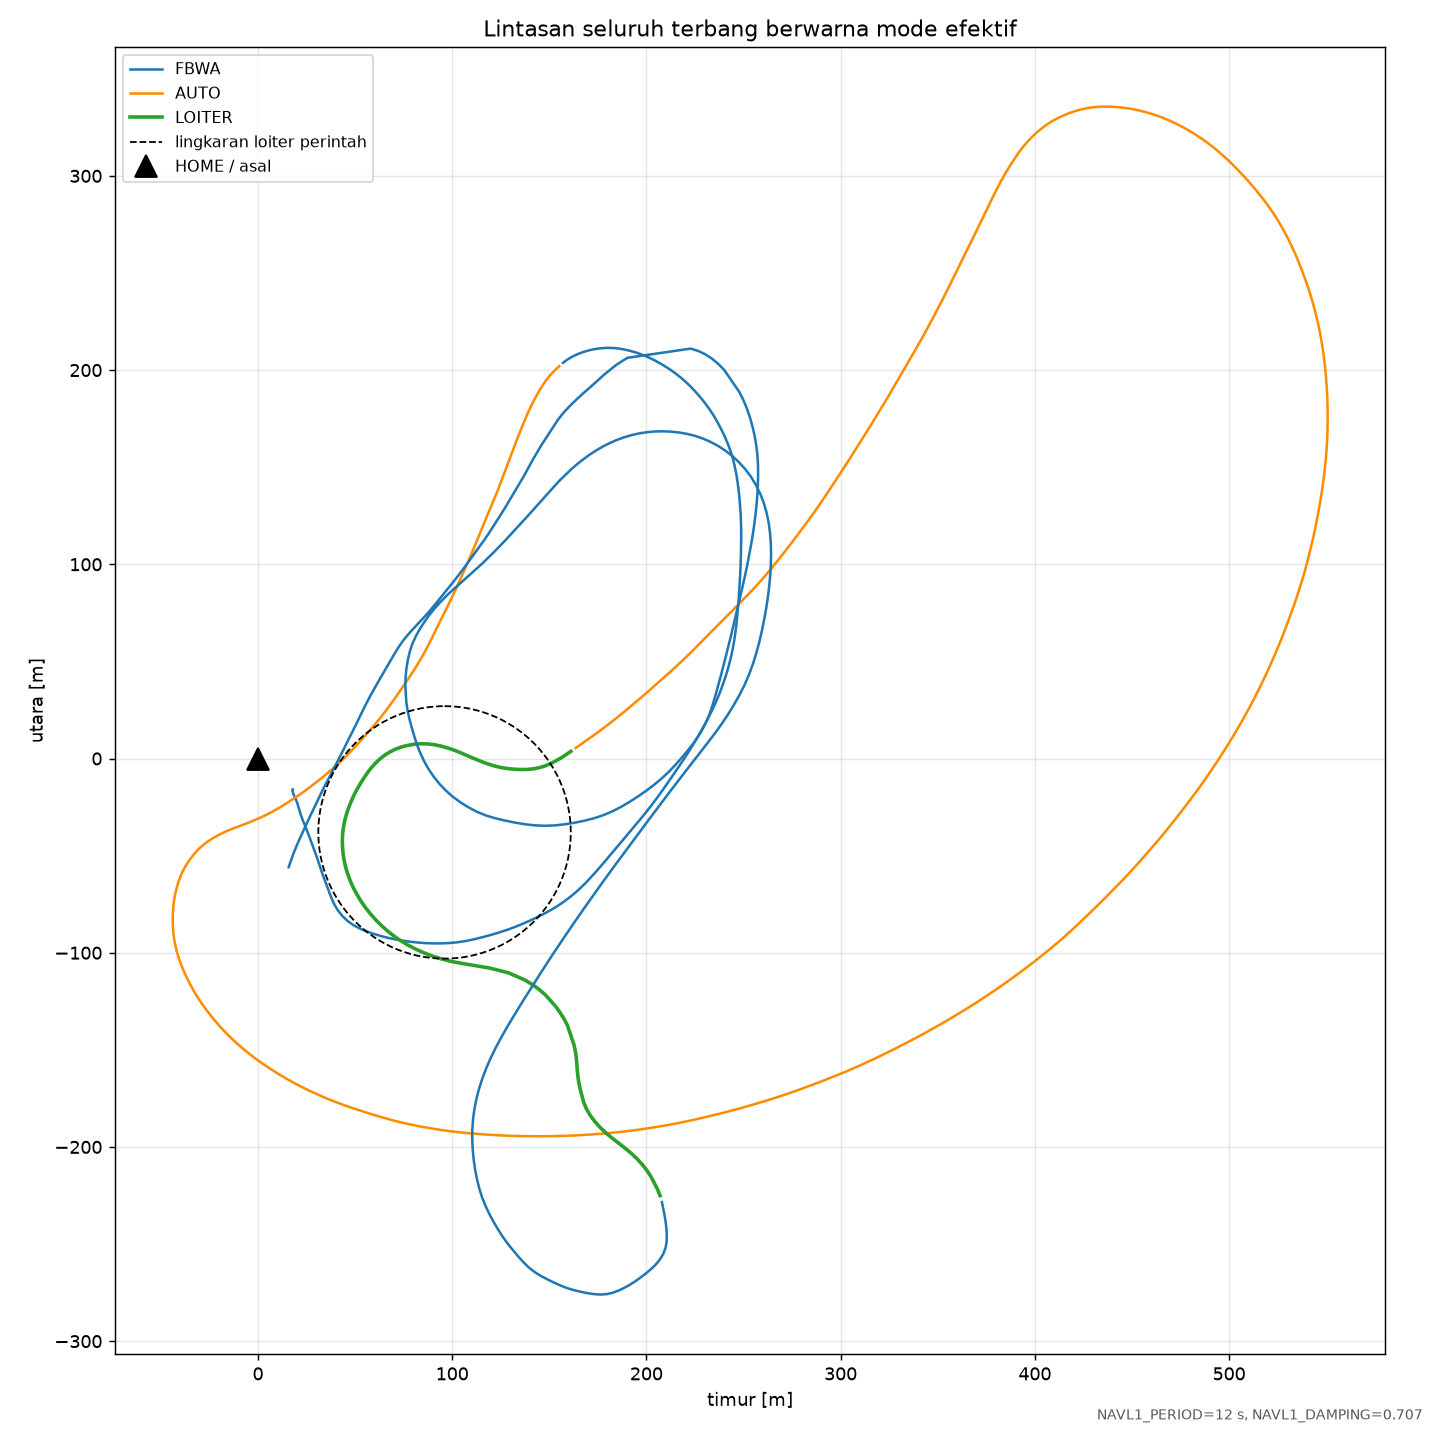 Lintasan seluruh terbang berwarna mode efektif
FBWA
AUTO
LOITER
lingkaran loiter perintah
HOME / asal
utara [m]
300
200
100
0
−100
−200
−300
0
100
200
300
400
500
timur [m]
NAVL1_PERIOD=12 s, NAVL1_DAMPING=0.707